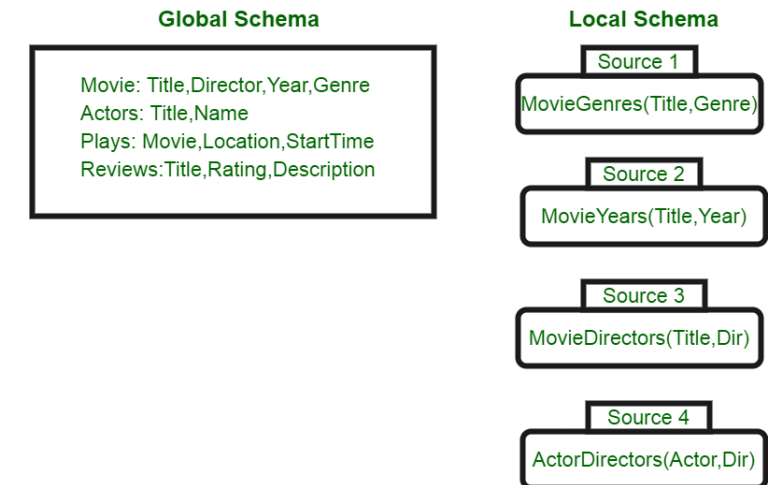 Global Schema
Movie: Title,Director,Year,Genre
Actors: Title,Name
Plays: Movie,Location,StartTime
Reviews:Title,Rating,Description
Local Schema
Source 1
MovieGenres(Title,Genre)
Source 2
MovieYears(Title,Year)
Source 3
MovieDirectors(Title,Dir)
Source 4
ActorDirectors(Actor,Dir)